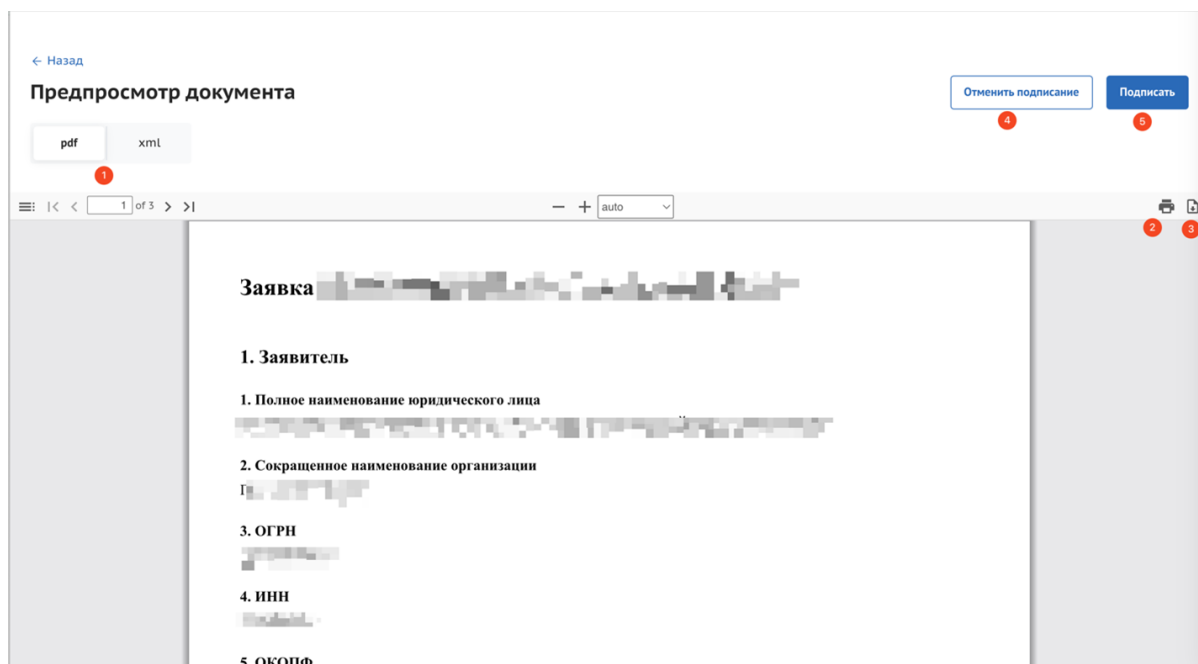 ← Назад
Предпросмотр документа
Отменить подписание
Подписать
4
5
pdf
xml
1
1 of 3
auto
2
3
Заявка
1. Заявитель
1. Полное наименование юридического лица
2. Сокращенное наименование организации
3. ОГРН
4. ИНН
5. ОКОПФ